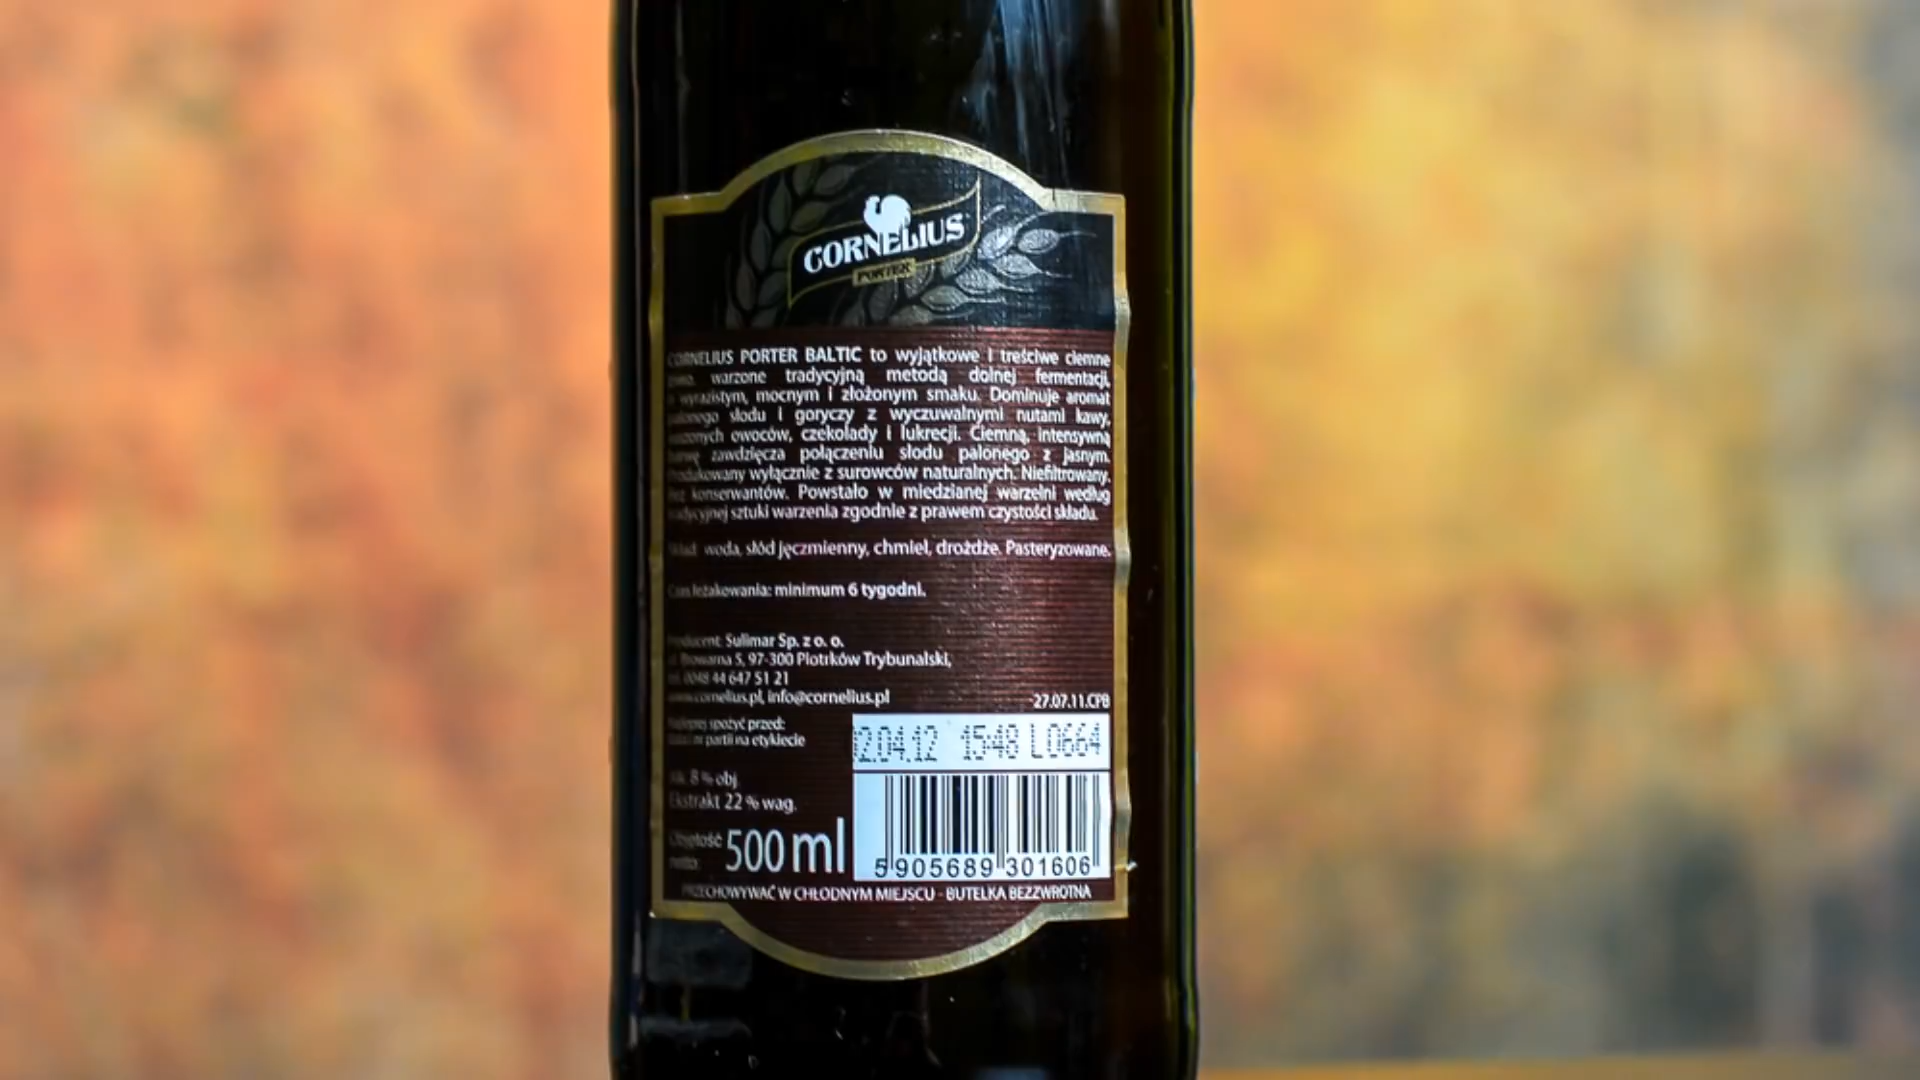 CORNELIUS
PORTER
CORNELIUS PORTER BALTIC to wyjątkowe i treściwe ciemne
piwo, warzone tradycyjną metodą dolnej fermentacji,
o wyrazistym, mocnym i złożonym smaku. Dominuje aromat
palonego słodu i goryczy z wyczuwalnymi nutami kawy,
suszonych owoców, czekolady i lukrecji. Ciemną, intensywną
barwę zawdzięcza połączeniu słodu palonego z jasnym.
Produkowany wyłącznie z surowców naturalnych. Niefiltrowany.
Bez konserwantów. Powstało w miedzianej warzelni według
tradycyjnej sztuki warzenia zgodnie z prawem czystości składu.
Skład: woda, słód jęczmienny, chmiel, drożdże. Pasteryzowane.
Czas leżakowania: minimum 6 tygodni.
Producent: Sulimar Sp. z o. o.
ul. Browarna 5, 97-300 Piotrków Trybunalski,
tel. 0048 44 647 51 21
www.cornelius.pl, info@cornelius.pl
27.07.11.CPB
Najlepiej spożyć przed:
data i nr partii na etykiecie
2.04.12 15:48 L0664
Alk. 8 % obj.
Ekstrakt 22 % wag.
Objętość
netto: 500 ml
5 905689 301606
PRZECHOWYWAĆ W CHŁODNYM MIEJSCU - BUTELKA BEZZWROTNA